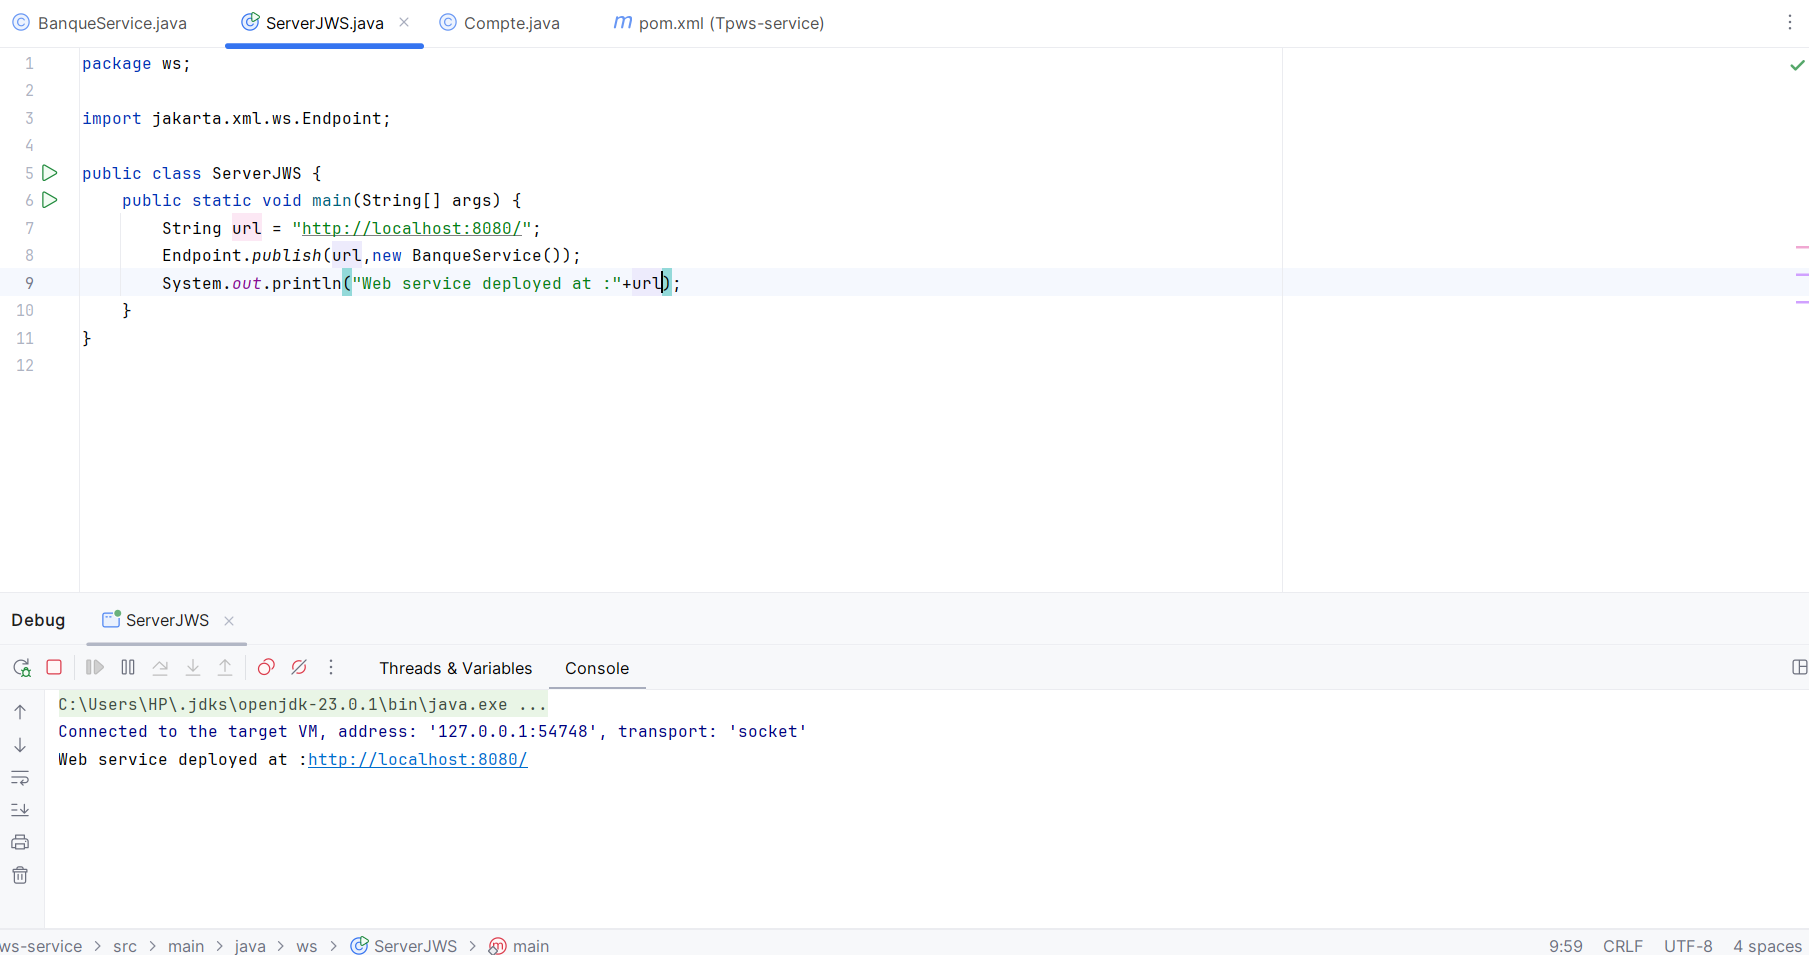 BanqueService.java ServerJWS.java Compte.java pom.xml (Tpws-service)
1 package ws;
2
3 import jakarta.xml.ws.Endpoint;
4
5 public class ServerJWS {
6 public static void main(String[] args) {
7 String url = "http://localhost:8080/";
8 Endpoint.publish(url,new BanqueService());
9 System.out.println("Web service deployed at :"+url);
10 }
11 }
12
Debug ServerJWS
Threads & Variables Console
C:\Users\HP\.jdks\openjdk-23.0.1\bin\java.exe ...
Connected to the target VM, address: '127.0.0.1:54748', transport: 'socket'
Web service deployed at :http://localhost:8080/
ws-service > src > main > java > ws > ServerJWS > main 9:59 CRLF UTF-8 4 spaces